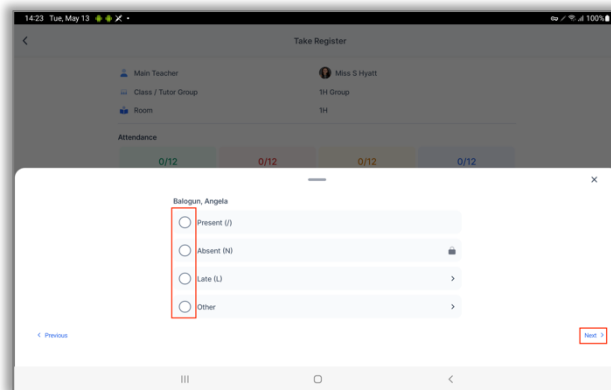 14:23 Tue, May 13
100%
Take Register
Main Teacher
Miss S Hyatt
Class / Tutor Group
1H Group
Room
1H
Attendance
0/12 0/12 0/12 0/12
Balogun, Angela
Present (/)
Absent (N)
Late (L)
Other
Previous
Next